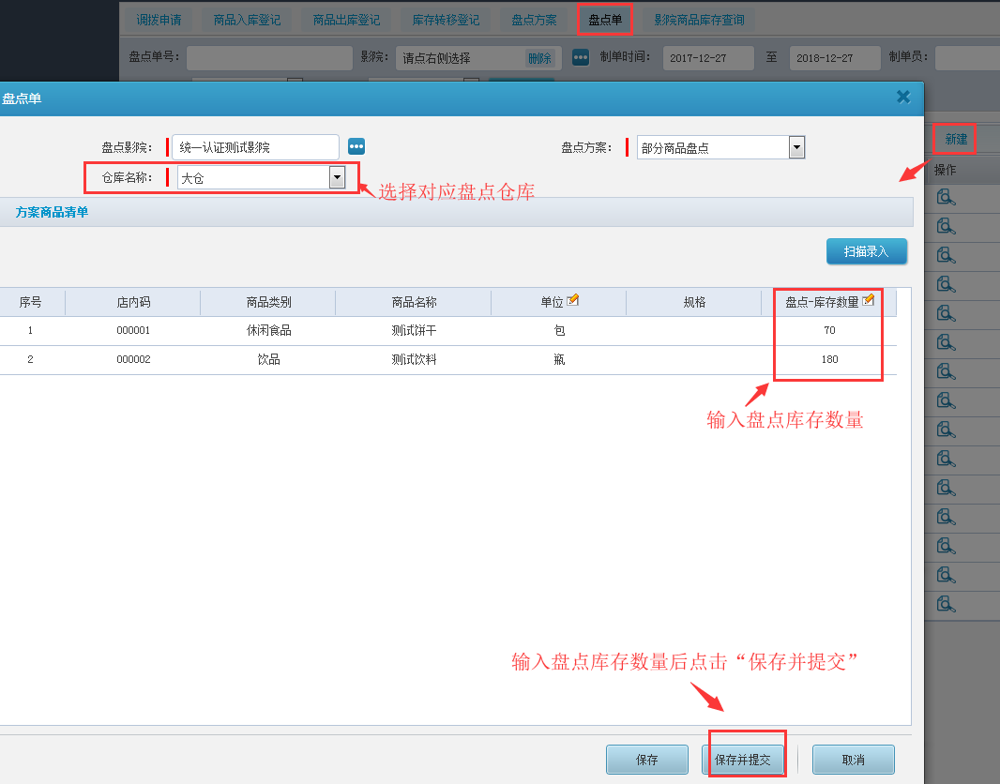 调拨申请 商品入库登记 商品出库登记 库存转移登记 盘点方案 盘点单 影院商品库存查询
盘点单号： 影院： 请点右侧选择 删除 制单时间： 2017-12-27 至 2018-12-27 制单员：
盘点单
新建
盘点影院： 统一认证测试影院 盘点方案： 部分商品盘点
操作
仓库名称： 大仓
选择对应盘点仓库
方案商品清单
扫描录入
序号 店内码 商品类别 商品名称 单位 规格 盘点-库存数量
1 000001 休闲食品 测试饼干 包 70
2 000002 饮品 测试饮料 瓶 180
输入盘点库存数量
输入盘点库存数量后点击“保存并提交”
保存 保存并提交 取消